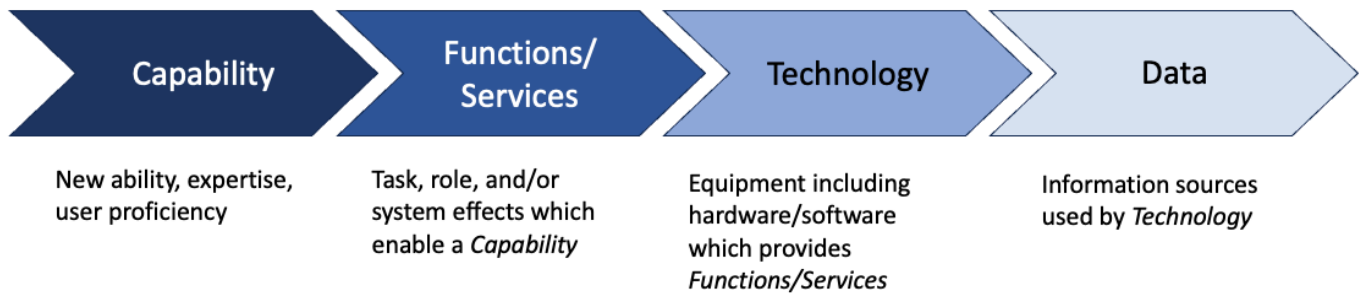 Capability
Functions/
Services
Technology
Data
New ability, expertise,
user proficiency
Task, role, and/or
system effects which
enable a Capability
Equipment including
hardware/software
which provides
Functions/Services
Information sources
used by Technology